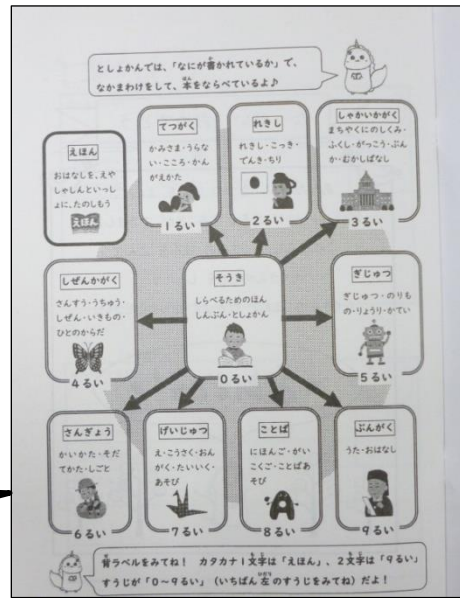 としょかんでは、「なにが書かれているか」で、
なかまわけをして、本をならべているよ♪
えほん
おはなしを、えや
しゃしんといっし
ょに、たのしもう
えほん
てつがく
かみさま・うらな
い・こころ・かん
がえかた
1るい
れきし
れきし・こっき・
でんき・ちり
2るい
しゃかいかがく
まちやくにのしくみ・
ふくし・がっこう・ぶん
か・むかしばなし
3るい
しぜんかがく
さんすう・うちゅう・
しぜん・いきもの・
ひとのからだ
4るい
そうき
しらべるためのほん
しんぶん・としょかん
0るい
ぎじゅつ
ぎじゅつ・のりも
の・りょうり・かてい
5るい
さんぎょう
かいかた・そだ
てかた・しごと
6るい
げいじゅつ
え・こうさく・おん
がく・たいいく・
あそび
7るい
ことば
にほんご・がい
こくご・ことばあ
そび
A
8るい
ぶんがく
うた・おはなし
9るい
背ラベルをみてね! カタカナ1文字は「えほん」、2文字は「9るい」
すうじが「0~9るい」(いちばん左のすうじをみてね)だよ!